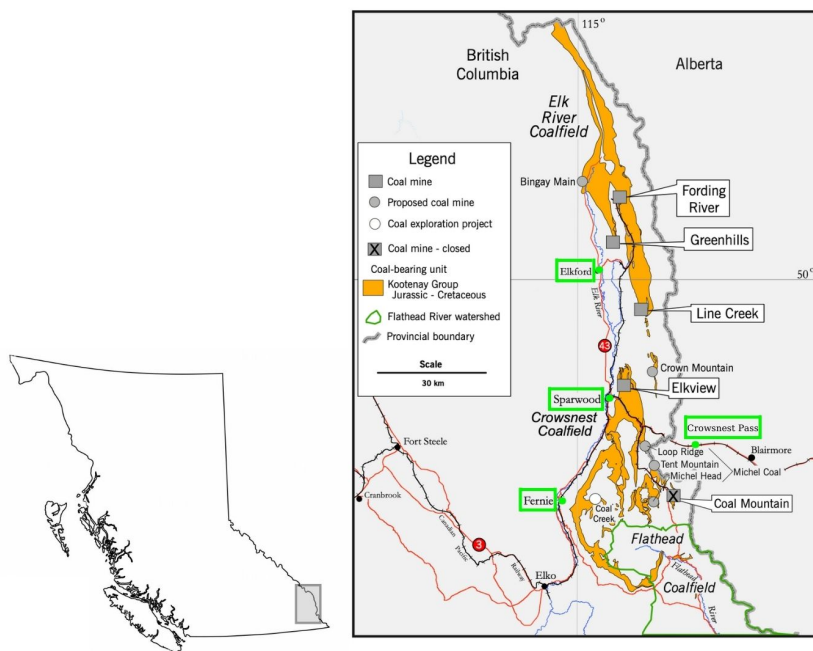 115°
British
Columbia
Alberta
Elk
River
Coalfield
Legend
Coal mine
Proposed coal mine
Coal exploration project
Coal mine - closed
Coal-bearing unit
Kootenay Group
Jurassic - Cretaceous
Flathead River watershed
Provincial boundary
Scale
30 km
Bingay Main
Fording
River
Greenhills
Elkford
50°
Elk River
Line Creek
43
Crown Mountain
Elkview
Sparwood
Crowsnest
Coalfield
Crowsnest Pass
Fort Steele
Loop Ridge
Blairmore
Tent Mountain
Michel Coal
Michel Head
Cranbrook
Fernie
Coal
Creek
Coal Mountain
Canadian
Pacific
Railway
3
Flathead
Elko
Flathead
Coalfield
River